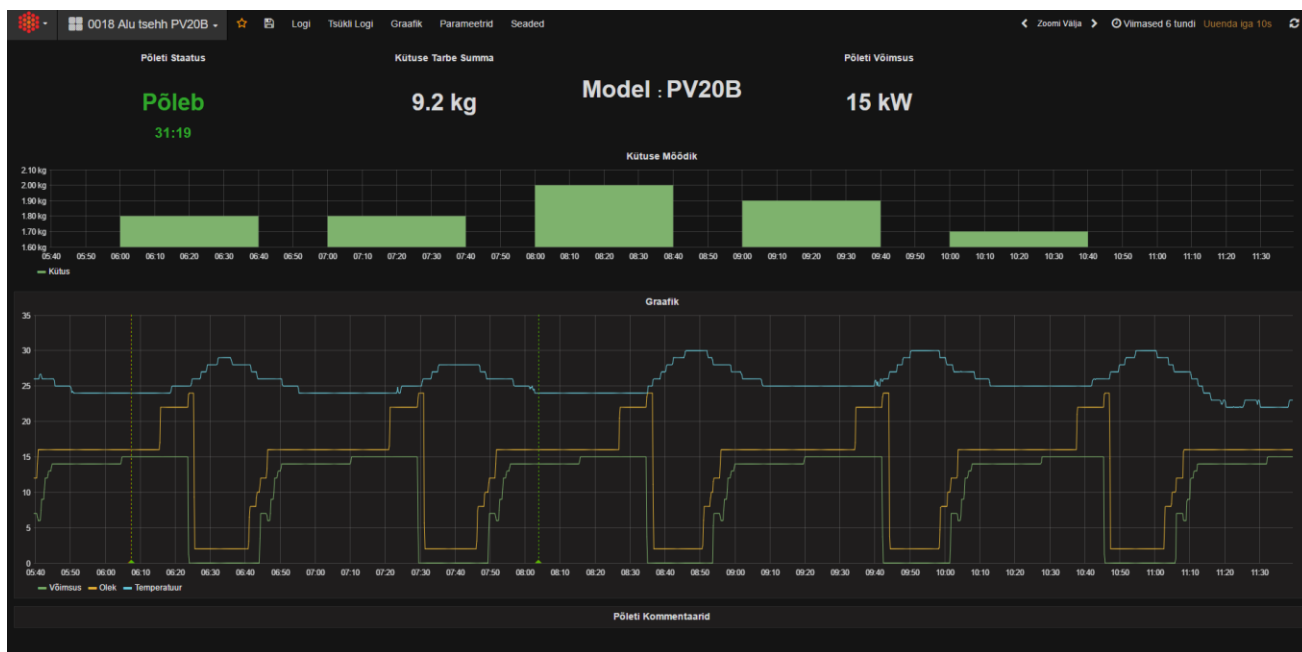 0018 Alu tsehh PV20B Logi Tsükli Logi Graafik Parameetrid Seaded Zoomi Välja Viimased 6 tundi Uuenda iga 10s
Põleti Staatus Kütuse Tarbe Summa Põleti Võimsus
Põleb 9.2 kg Model : PV20B 15 kW
31:19
Kütuse Möödik
2.10 kg
2.00 kg
1.90 kg
1.80 kg
1.70 kg
1.60 kg
05:40 05:50 06:00 06:10 06:20 06:30 06:40 06:50 07:00 07:10 07:20 07:30 07:40 07:50 08:00 08:10 08:20 08:30 08:40 08:50 09:00 09:10 09:20 09:30 09:40 09:50 10:00 10:10 10:20 10:30 10:40 10:50 11:00 11:10 11:20 11:30
Kütus
Graafik
35
30
25
20
15
10
5
0
05:40 05:50 06:00 06:10 06:20 06:30 06:40 06:50 07:00 07:10 07:20 07:30 07:40 07:50 08:00 08:10 08:20 08:30 08:40 08:50 09:00 09:10 09:20 09:30 09:40 09:50 10:00 10:10 10:20 10:30 10:40 10:50 11:00 11:10 11:20 11:30
Võimsus Olek Temperatuur
Põleti Kommentaarid